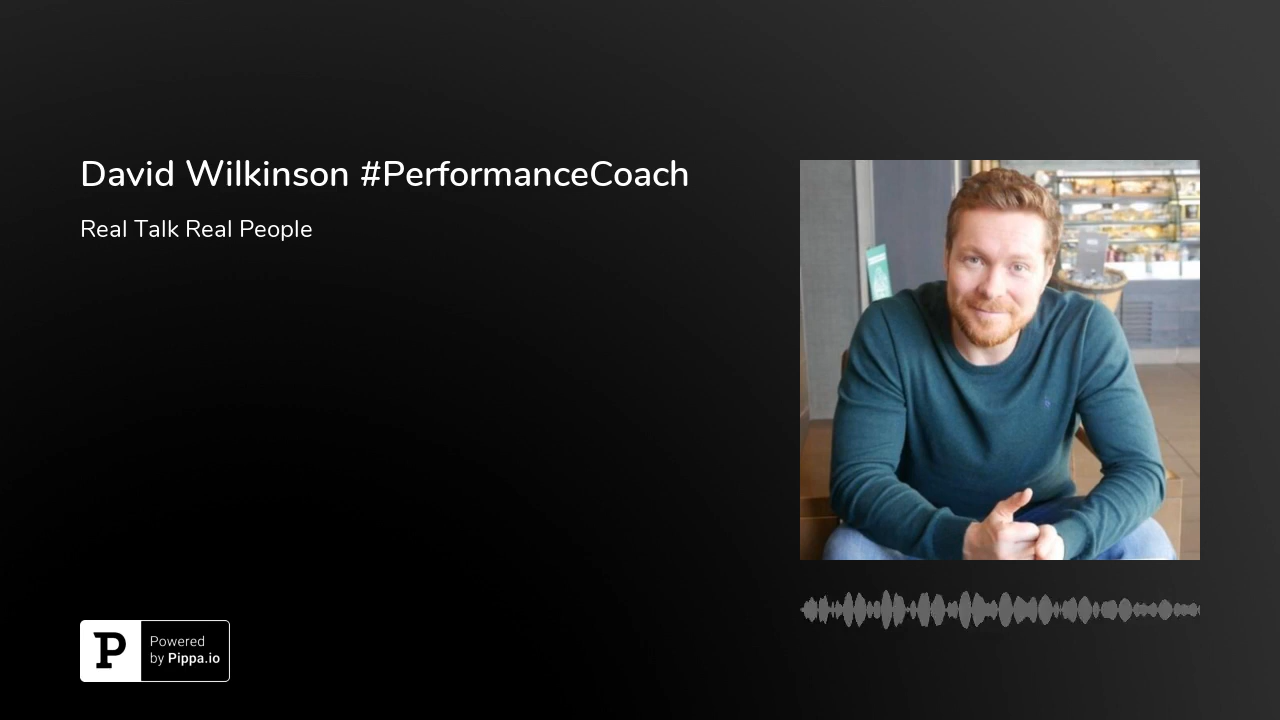 David Wilkinson #PerformanceCoach
Real Talk Real People
P
Powered
by Pippa.io